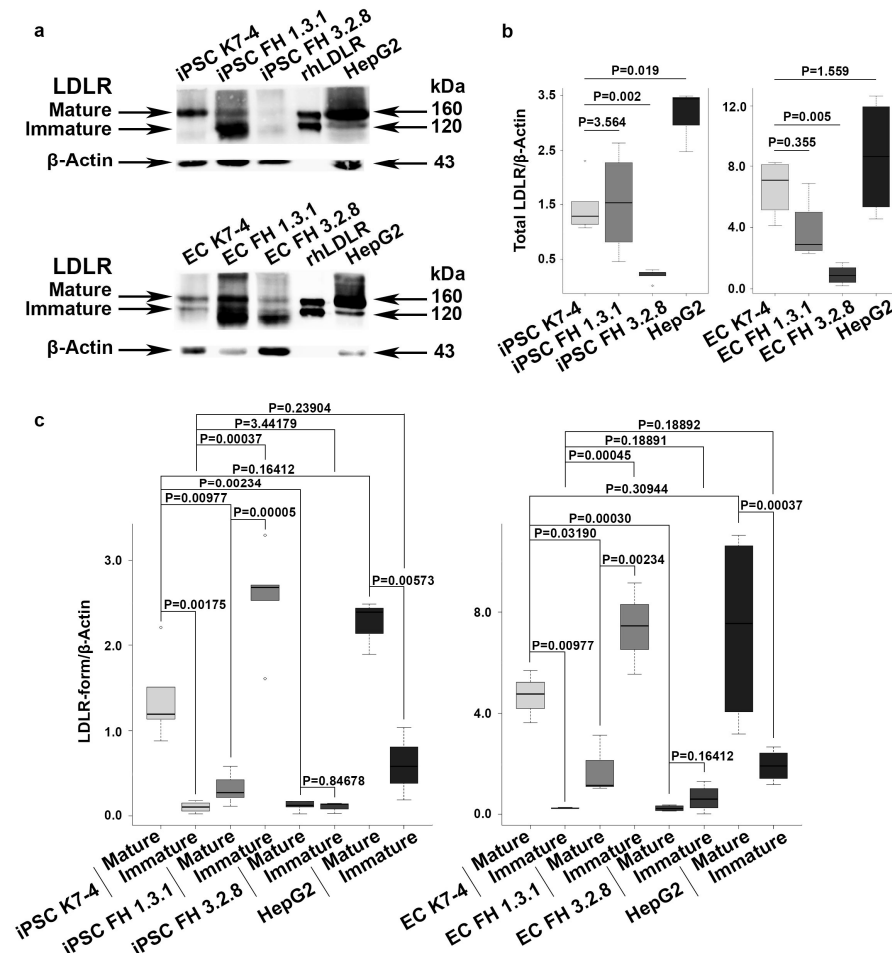 a
iPSC K7-4
iPSC FH 1.3.1
iPSC FH 3.2.8
rhLDLR
HepG2
LDLR
kDa
Mature
160
Immature
120
β-Actin
43
EC K7-4
EC FH 1.3.1
EC FH 3.2.8
rhLDLR
HepG2
LDLR
kDa
Mature
160
Immature
120
β-Actin
43
b
Total LDLR/β-Actin
3.5
2.5
1.5
0.5
P=0.019
P=0.002
P=3.564
iPSC K7-4
iPSC FH 1.3.1
iPSC FH 3.2.8
HepG2
12.0
8.0
4.0
0.0
P=1.559
P=0.005
P=0.355
EC K7-4
EC FH 1.3.1
EC FH 3.2.8
HepG2
c
LDLR-form/β-Actin
3.0
2.0
1.0
0.0
P=0.23904
P=3.44179
P=0.00037
P=0.16412
P=0.00234
P=0.00977
P=0.00005
P=0.00573
P=0.00175
P=0.84678
Mature
Immature
Mature
Immature
Mature
Immature
Mature
Immature
iPSC K7-4
iPSC FH 1.3.1
iPSC FH 3.2.8
HepG2
8.0
4.0
0.0
P=0.18892
P=0.18891
P=0.00045
P=0.30944
P=0.00037
P=0.00030
P=0.03190
P=0.00234
P=0.00977
P=0.16412
Mature
Immature
Mature
Immature
Mature
Immature
Mature
Immature
EC K7-4
EC FH 1.3.1
EC FH 3.2.8
HepG2